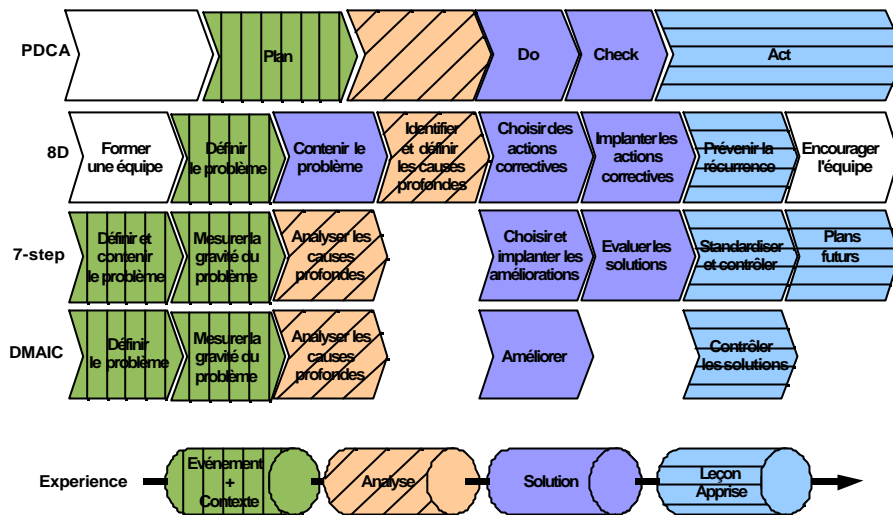 PDCA
Plan
Do
Check
Act
8D
Former
une équipe
Définir
le problème
Contenir le
problème
Identifier
et définir
les causes
profondes
Choisir des
actions
correctives
Implanter les
actions
correctives
Prévenir la
récurrence
Encourager
l'équipe
7-step
Définir et
contenir
le problème
Mesurer la
gravité du
problème
Analyser les
causes
profondes
Choisir et
implanter les
améliorations
Evaluer les
solutions
Standardiser
et contrôler
Plans
futurs
DMAIC
Définir
le problème
Mesurer la
gravité du
problème
Analyser les
causes
profondes
Améliorer
Contrôler
les solutions
Experience
Evénement
+
Contexte
Analyse
Solution
Leçon
Apprise